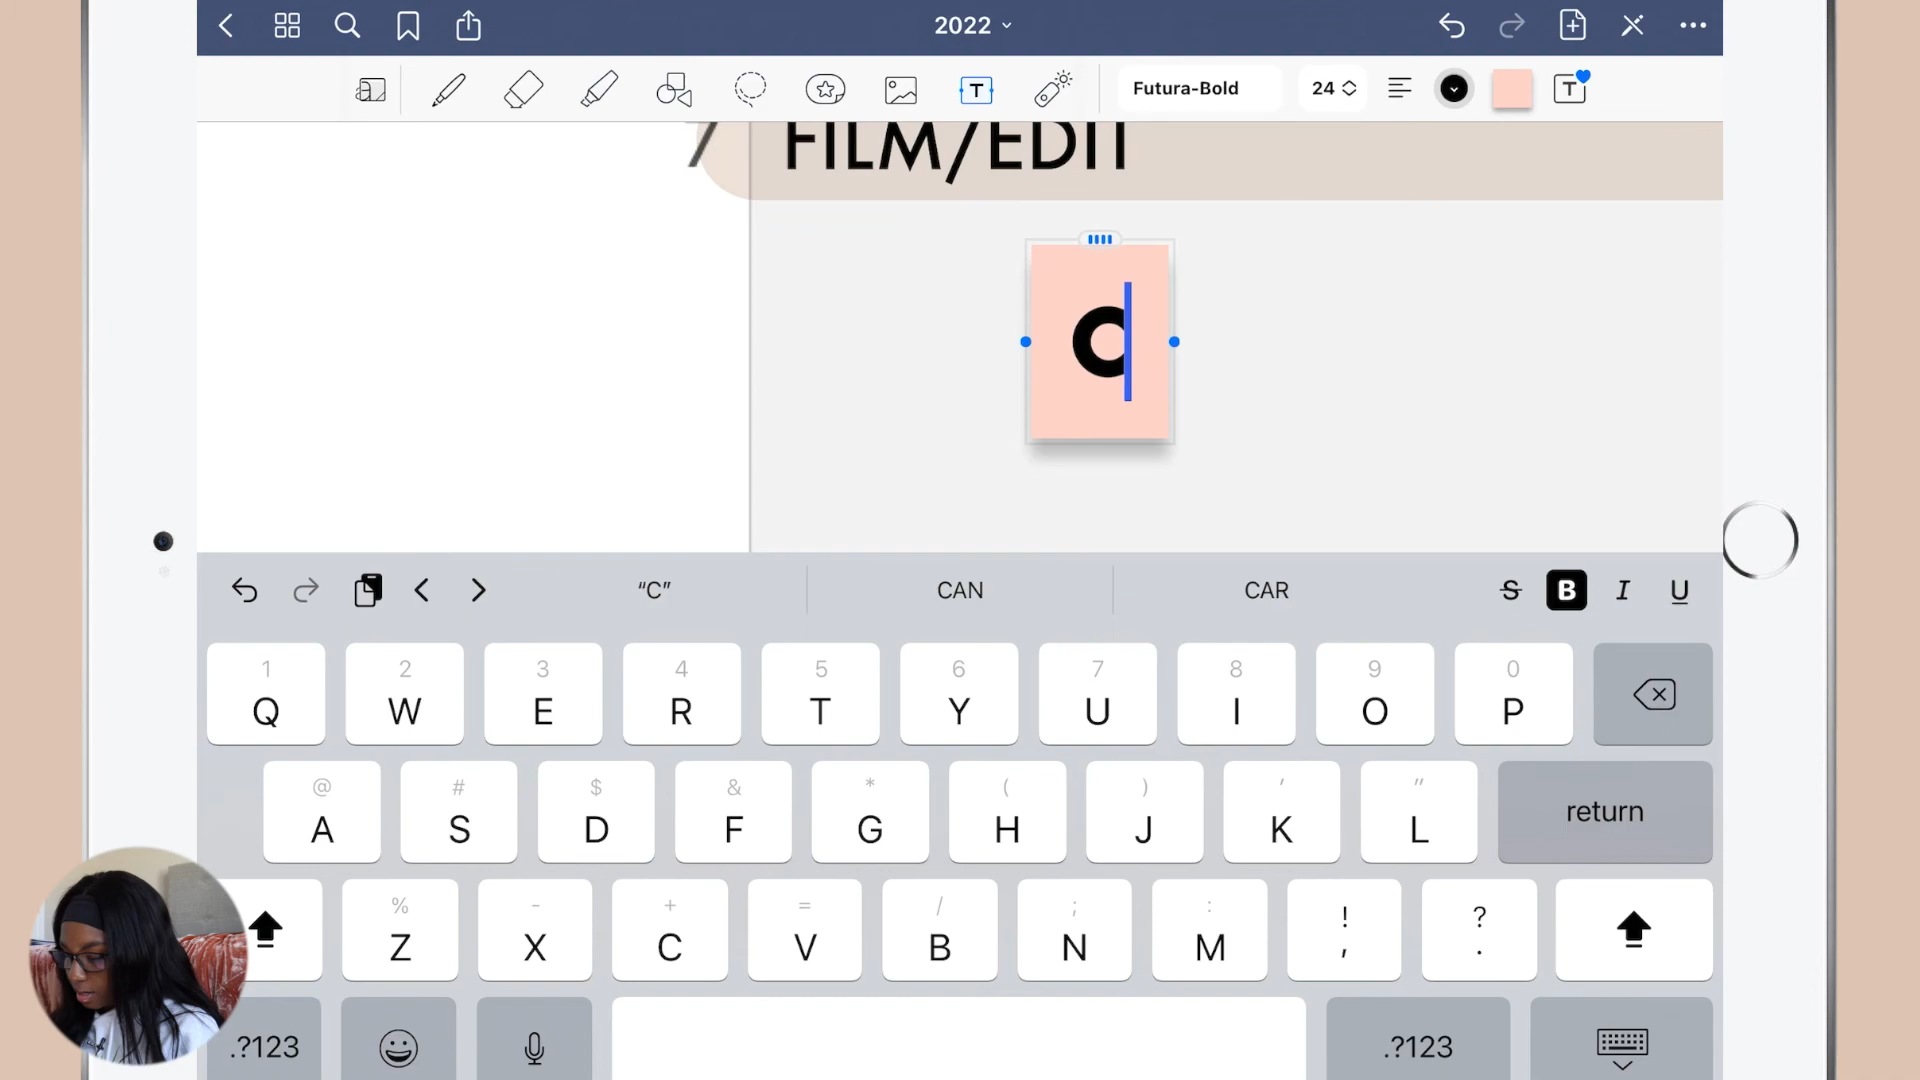 2022
Futura-Bold
24
T
T
7 FILM/EDIT
C
“C”
CAN
CAR
S B I U
1 2 3 4 5 6 7 8 9 0
Q W E R T Y U I O P
@ # $ & * ( ) ' "
A S D F G H J K L return
% - + = / ; : ! ?
Z X C V B N M , .
.?123
.?123